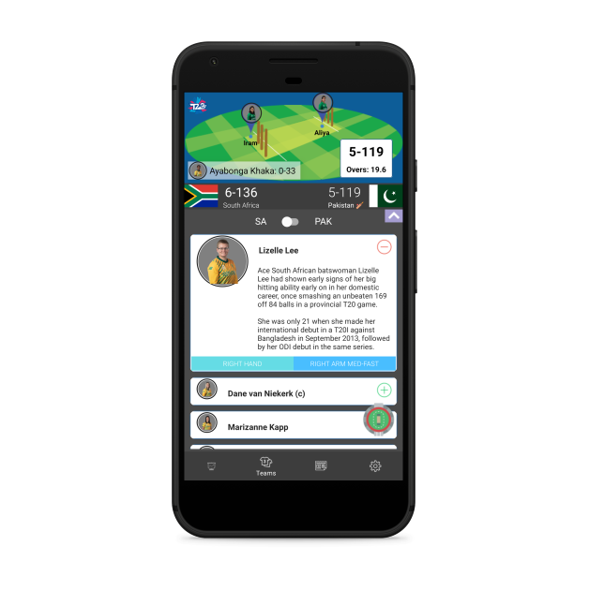 T20
Iram
Aliya
5-119
Overs: 19.6
Ayabonga Khaka: 0-33
6-136
South Africa
5-119
Pakistan
SA
PAK
Lizelle Lee
Ace South African batswoman Lizelle
Lee had shown early signs of her big
hitting ability early on in her domestic
career, once smashing an unbeaten 169
off 84 balls in a provincial T20 game.
She was only 21 when she made her
international debut in a T20I against
Bangladesh in September 2013, followed
by her ODI debut in the same series.
RIGHT HAND
RIGHT ARM MED-FAST
Dane van Niekerk (c)
Marizanne Kapp
Teams